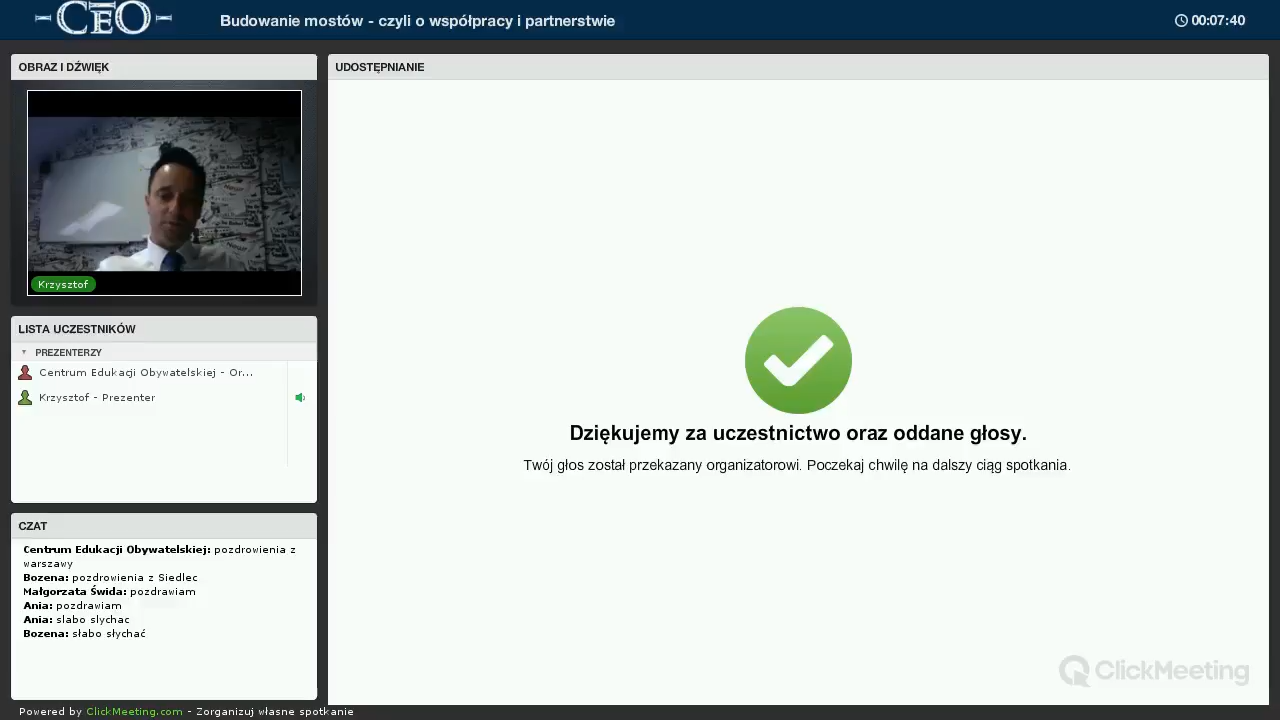 CEO
Budowanie mostów - czyli o współpracy i partnerstwie
00:07:40
OBRAZ I DŹWIĘK
Krzysztof
LISTA UCZESTNIKÓW
PREZENTERZY
Centrum Edukacji Obywatelskiej - Or...
Krzysztof - Prezenter
CZAT
Centrum Edukacji Obywatelskiej: pozdrowienia z
warszawy
Bozena: pozdrowienia z Siedlec
Małgorzata Świda: pozdrawiam
Ania: pozdrawiam
Ania: slabo slychac
Bozena: słabo słychać
Powered by ClickMeeting.com - Zorganizuj własne spotkanie
UDOSTĘPNIANIE
Dziękujemy za uczestnictwo oraz oddane głosy.
Twój głos został przekazany organizatorowi. Poczekaj chwilę na dalszy ciąg spotkania.
ClickMeeting